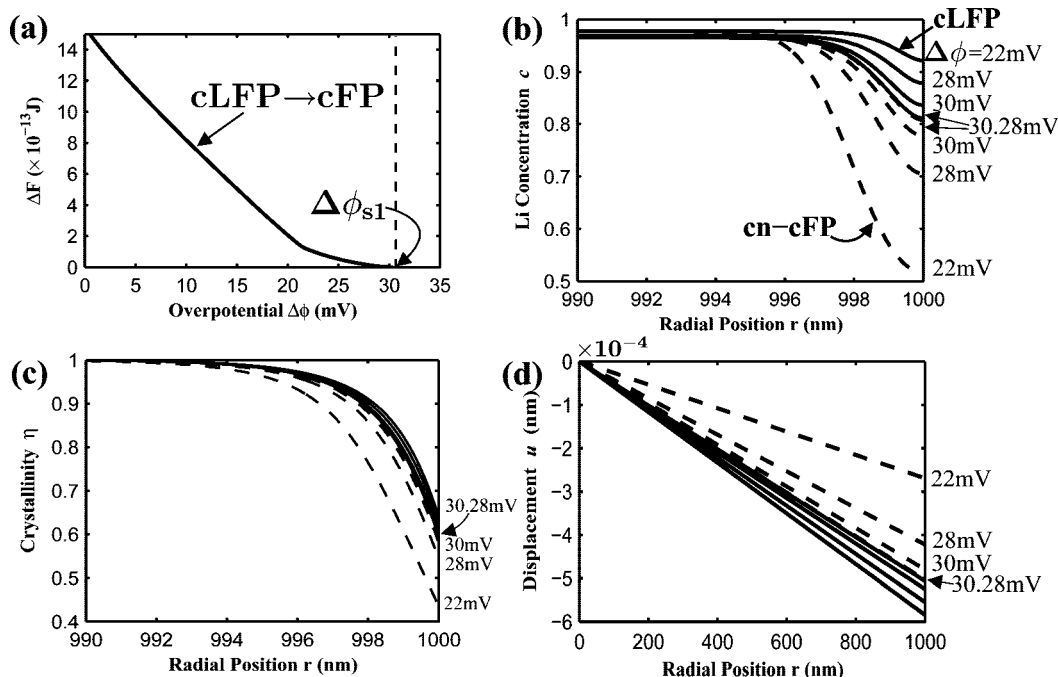 (a)
14
12
10
8
6
4
2
0
ΔF (× 10⁻¹³J)
cLFP→cFP
Δϕs1
0 5 10 15 20 25 30 35
Overpotential Δϕ (mV)
(b)
1
0.9
0.8
0.7
0.6
0.5
Li Concentration c
cLFP
Δϕ=22mV
28mV
30mV
30.28mV
30mV
28mV
cn−cFP
22mV
990 992 994 996 998 1000
Radial Position r (nm)
(c)
1
0.9
0.8
0.7
0.6
0.5
0.4
Crystallinity η
30.28mV
30mV
28mV
22mV
990 992 994 996 998 1000
Radial Position r (nm)
(d)
×10⁻⁴
0
−1
−2
−3
−4
−5
−6
Displacement u (nm)
22mV
28mV
30mV
30.28mV
0 200 400 600 800 1000
Radial Position r (nm)